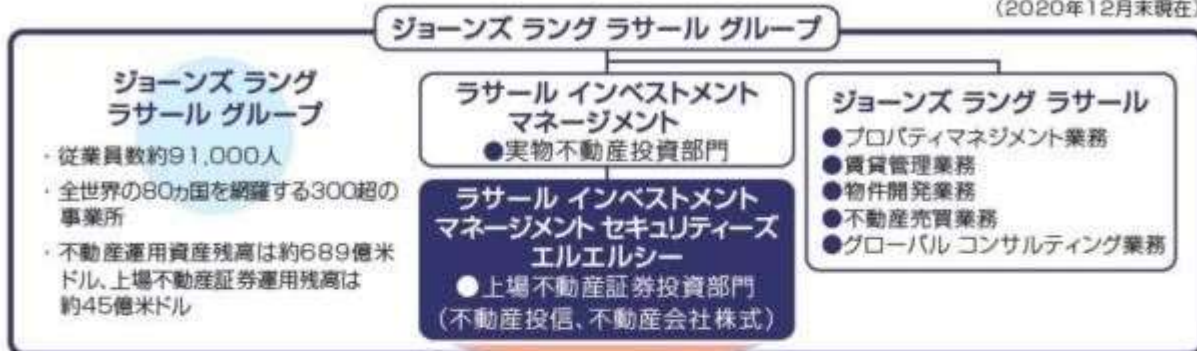 (2020年12月末現在)
ジョーンズ ラング ラサール グループ
ジョーンズ ラング
ラサール グループ
・従業員数約91,000人
・全世界の80ヵ国を網羅する300超の
事業所
・不動産運用資産残高は約689億米
ドル、上場不動産証券運用残高は
約45億米ドル
ラサール インベストメント
マネージメント
●実物不動産投資部門
ラサール インベストメント
マネージメント セキュリティーズ
エルエルシー
●上場不動産証券投資部門
(不動産投信、不動産会社株式)
ジョーンズ ラング ラサール
●プロパティマネジメント業務
●賃貸管理業務
●物件開発業務
●不動産売買業務
●グローバル コンサルティング業務